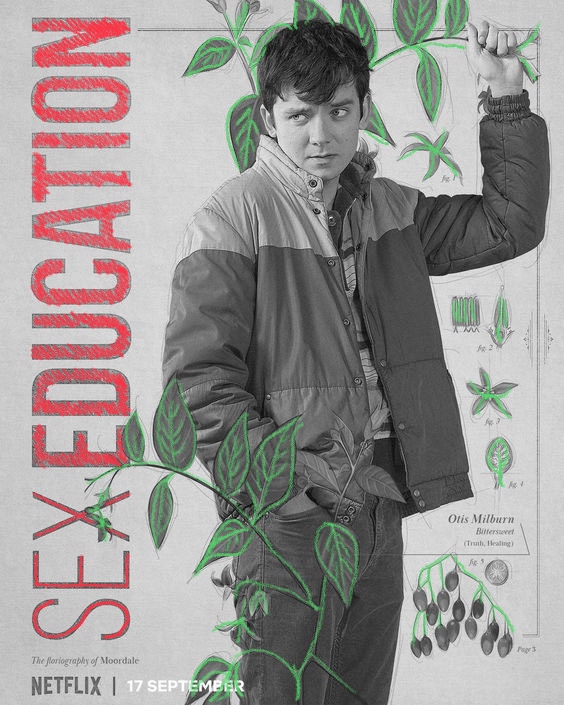 SEX EDUCATION
fig. 1
fig. 2
fig. 3
fig. 4
Otis Milburn
Bittersweet
(Truth, Healing)
fig. 5
Page 3
The floriography of Moordale
NETFLIX | 17 SEPTEMBER